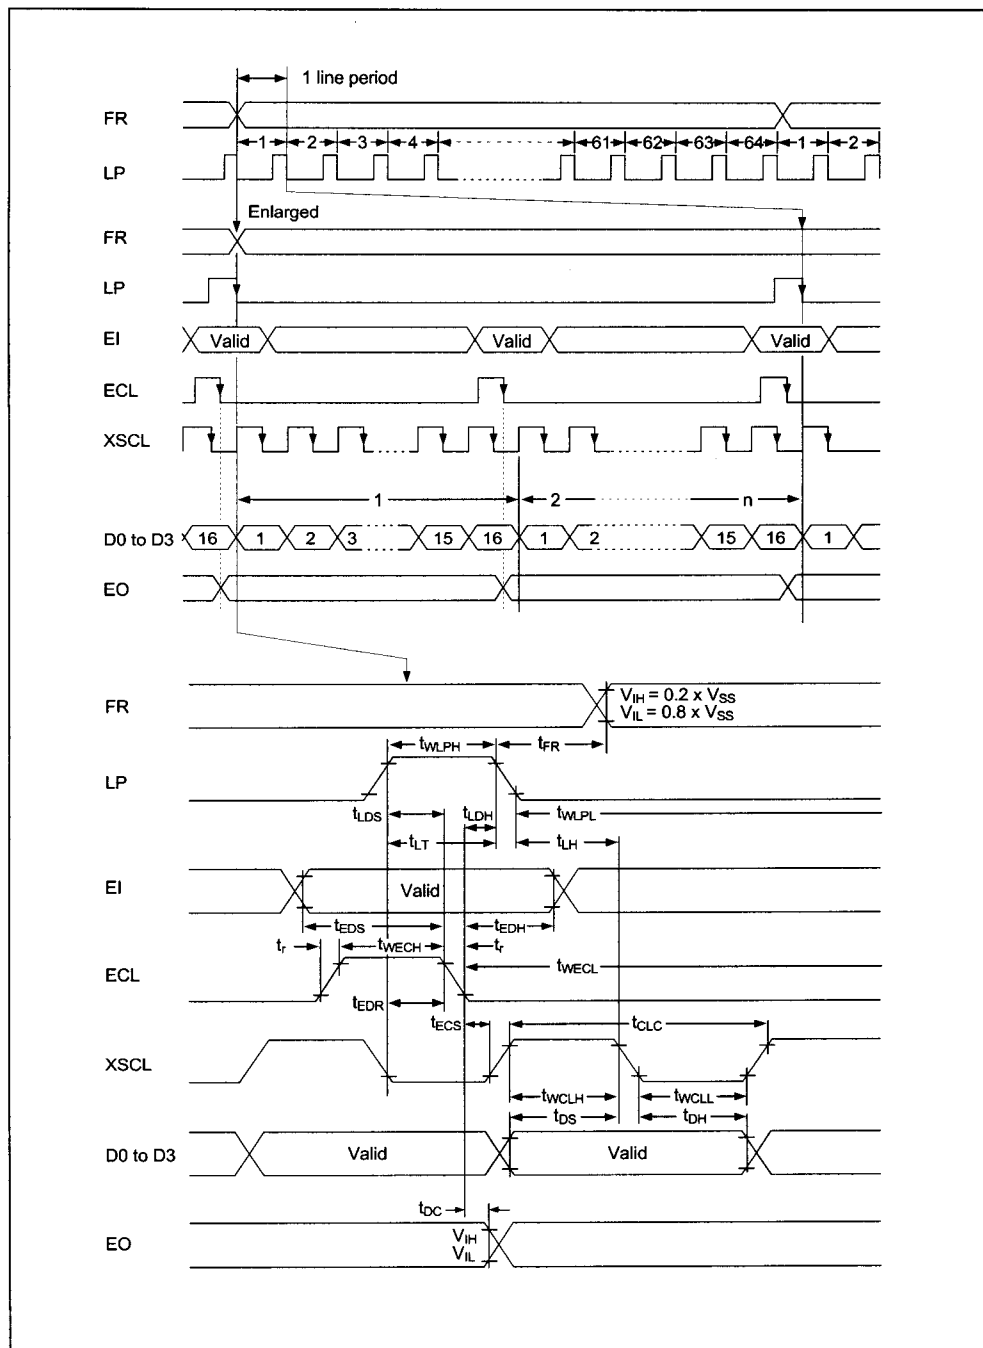 1 line period
FR
1 2 3 4 61 62 63 64 1 2
LP
Enlarged
FR
LP
EI Valid Valid Valid
ECL
XSCL
1 2 n
D0 to D3 16 1 2 3 15 16 1 2 15 16 1
EO
FR
VIH = 0.2 x VSS
VIL = 0.8 x VSS
tWLPH tFR
LP
tLDS tLDH tWLPL
tLT tLH
EI Valid
tEDS tEDH
tr tWECH tr
ECL tWECL
tEDR
tECS tCLC
XSCL
tWCLH tWCLL
tDS tDH
D0 to D3 Valid Valid
tDC
EO
VIH
VIL